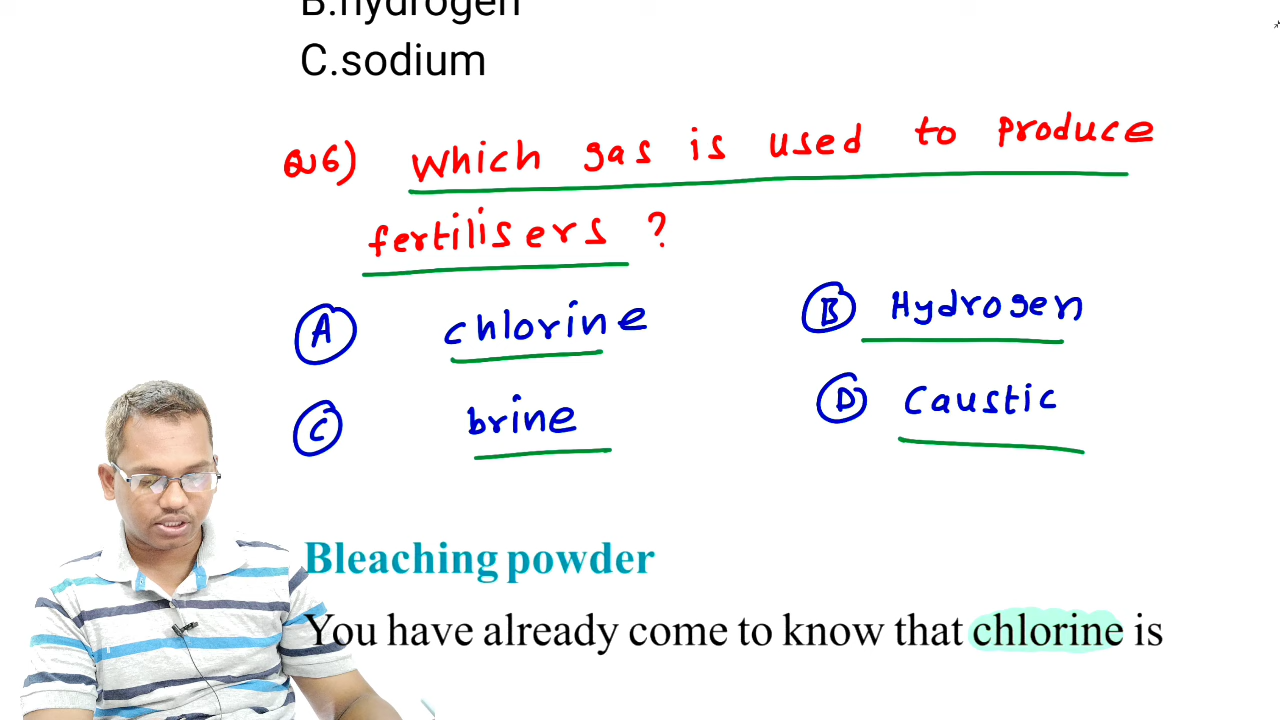 B.hydrogen
C.sodium
Q6) Which gas is used to produce
fertilisers ?
A chlorine B Hydrogen
C brine D Caustic
Bleaching powder
You have already come to know that chlorine is